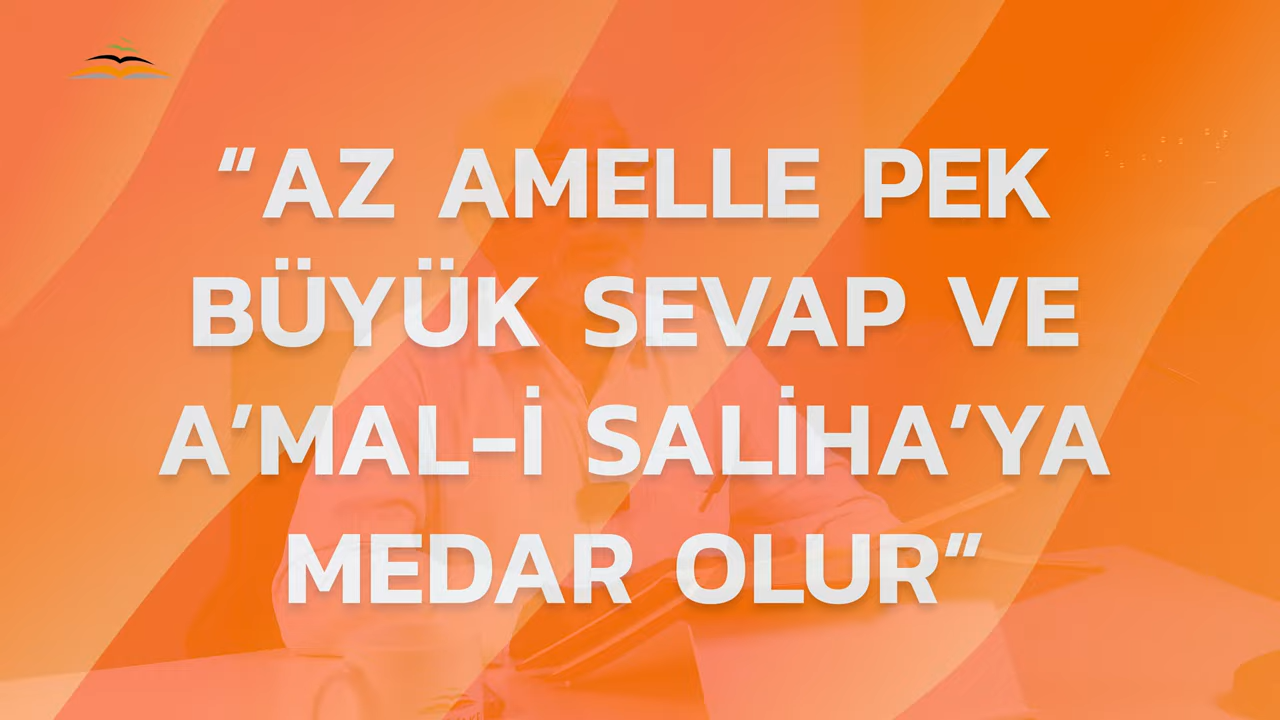 "AZ AMELLE PEK
BÜYÜK SEVAP VE
A'MAL-İ SALİHA'YA
MEDAR OLUR"